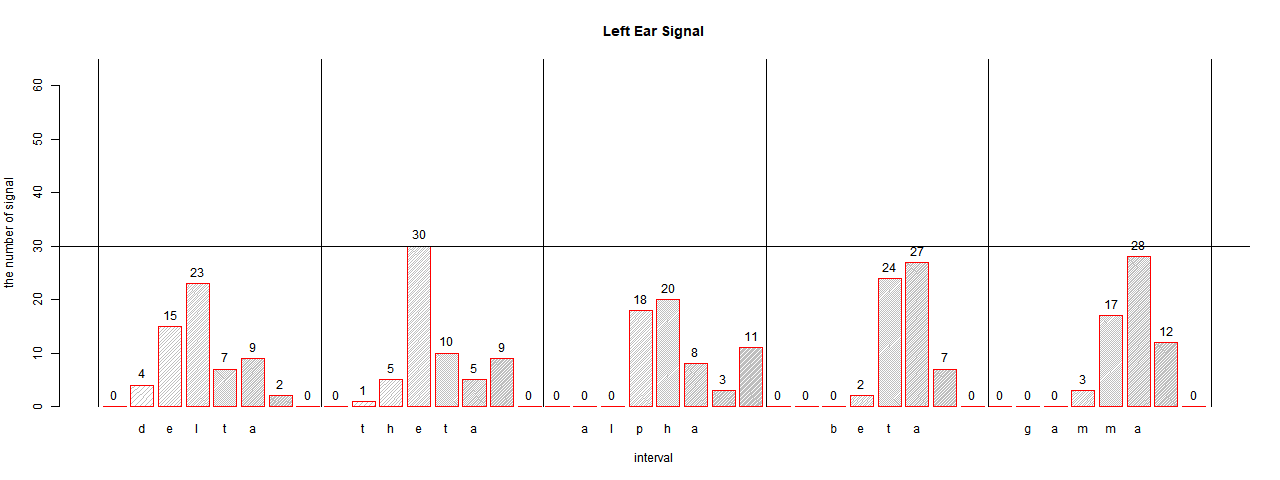 Left Ear Signal
the number of signal
60
50
40
30
20
10
0
0 4 15 23 7 9 2 0
0 1 5 30 10 5 9 0
0 0 0 18 20 8 3 11
0 0 0 2 24 27 7 0
0 0 0 3 17 28 12 0
d e l t a
t h e t a
a l p h a
b e t a
g a m m a
interval